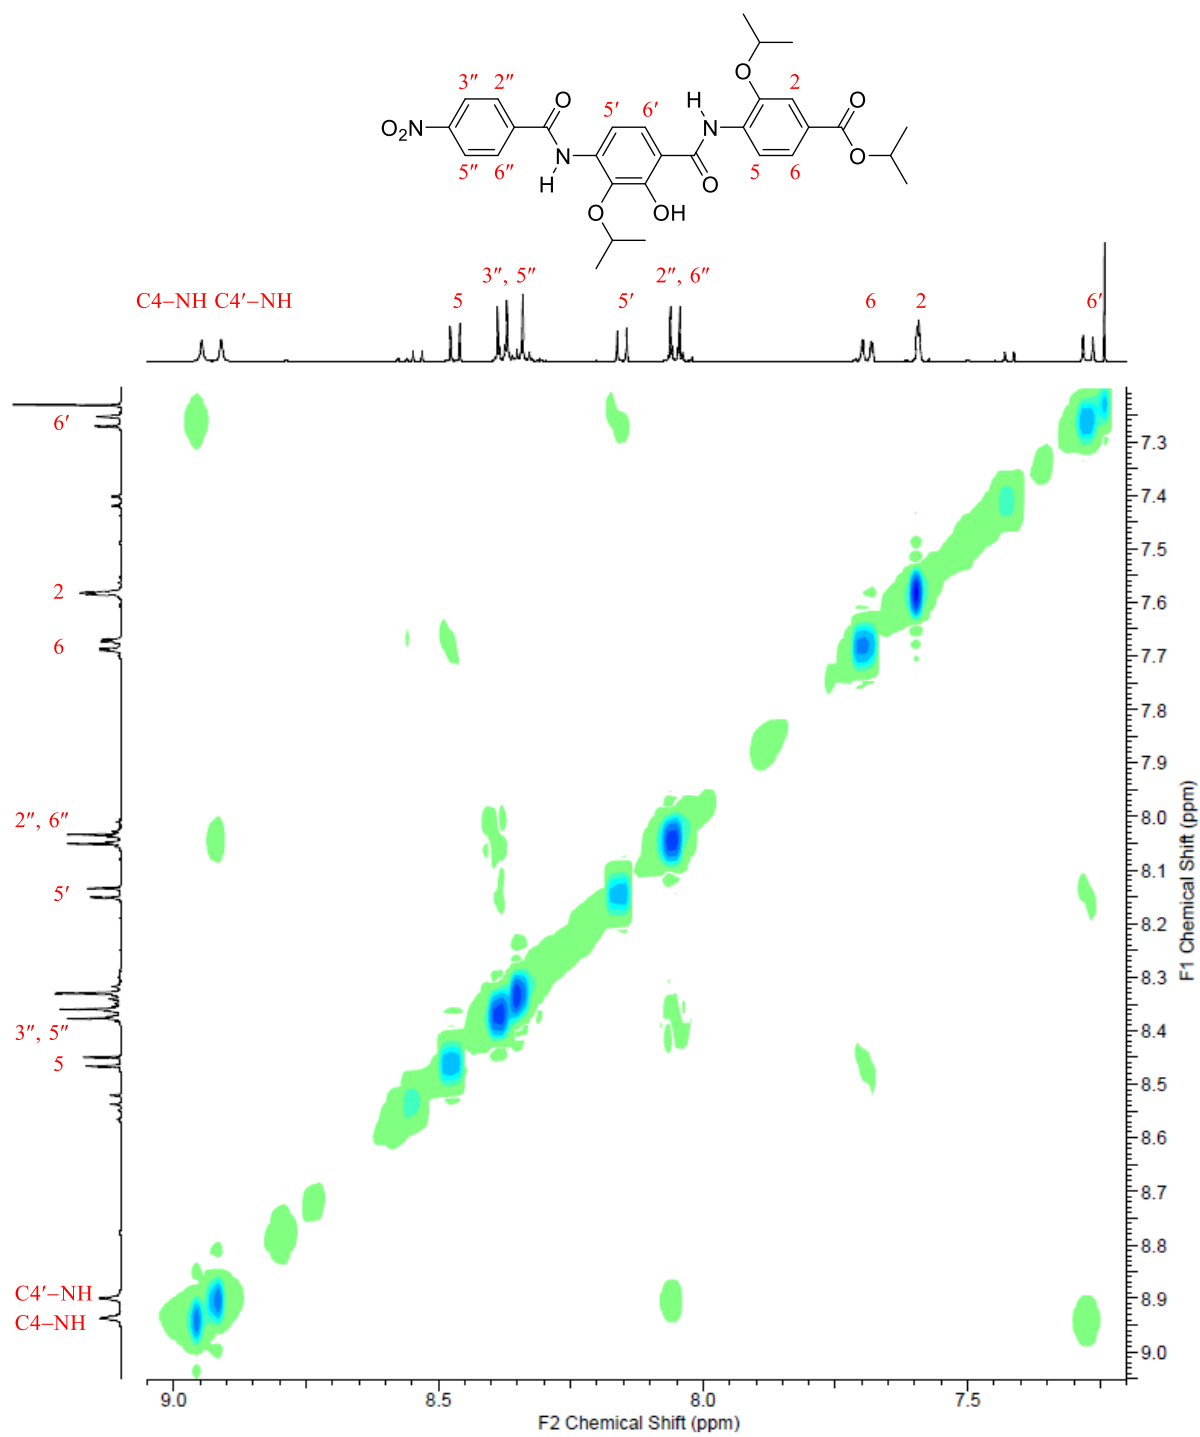 O
3″ 2″ H 2 O
O₂N O 5′ 6′ N O
5″ 6″ N O 5 6
H O OH
3″, 5″ 2″, 6″
C4−NH C4′−NH 5 5′ 6 2 6′
6′
2
6
2″, 6″
5′
3″, 5″
5
C4′−NH
C4−NH
7.3
7.4
7.5
7.6
7.7
7.8
7.9
8.0
8.1
8.2
8.3
8.4
8.5
8.6
8.7
8.8
8.9
9.0
F1 Chemical Shift (ppm)
9.0 8.5 8.0 7.5
F2 Chemical Shift (ppm)